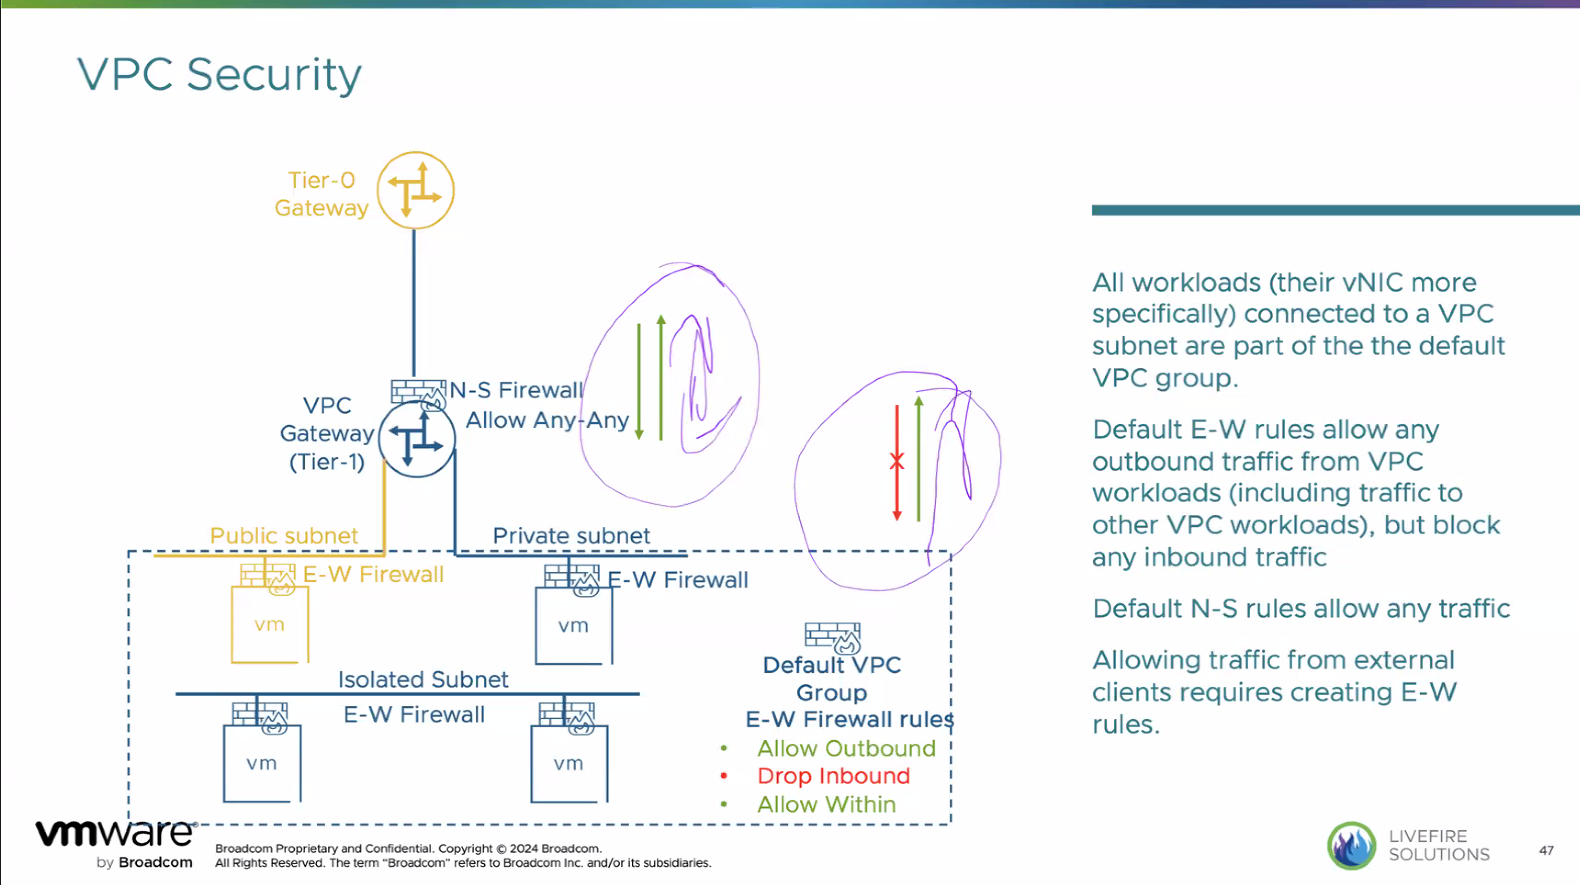 VPC Security
Tier-0
Gateway
N-S Firewall
Allow Any-Any
VPC
Gateway
(Tier-1)
Public subnet
Private subnet
E-W Firewall
E-W Firewall
vm
vm
Isolated Subnet
E-W Firewall
vm
vm
Default VPC
Group
E-W Firewall rules
• Allow Outbound
• Drop Inbound
• Allow Within
All workloads (their vNIC more
specifically) connected to a VPC
subnet are part of the the default
VPC group.
Default E-W rules allow any
outbound traffic from VPC
workloads (including traffic to
other VPC workloads), but block
any inbound traffic
Default N-S rules allow any traffic
Allowing traffic from external
clients requires creating E-W
rules.
vmware®
by Broadcom
Broadcom Proprietary and Confidential. Copyright © 2024 Broadcom.
All Rights Reserved. The term “Broadcom” refers to Broadcom Inc. and/or its subsidiaries.
LIVEFIRE
SOLUTIONS
47